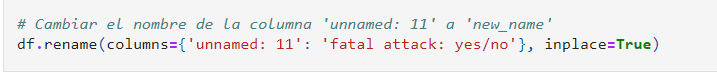 # Cambiar el nombre de la columna 'unnamed: 11' a 'new_name'
df.rename(columns={'unnamed: 11': 'fatal attack: yes/no'}, inplace=True)